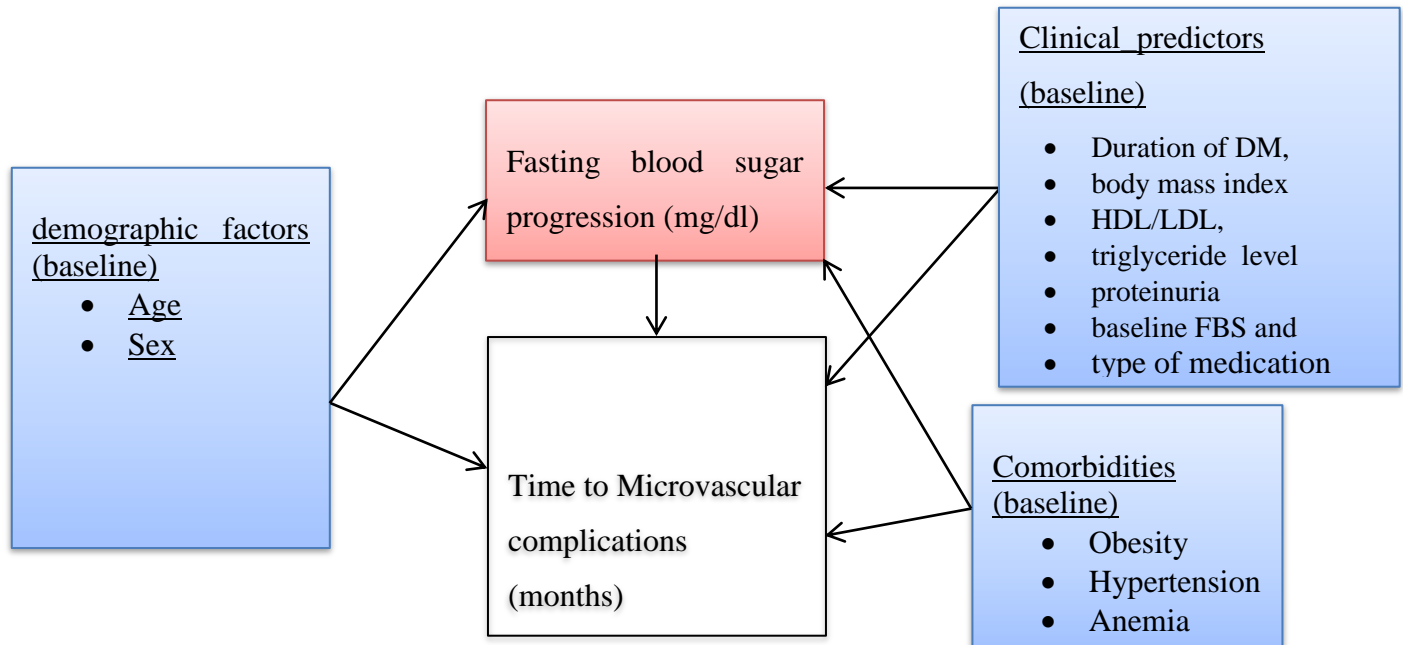 demographic factors
(baseline)
• Age
• Sex
Fasting blood sugar
progression (mg/dl)
Time to Microvascular
complications
(months)
Clinical predictors
(baseline)
• Duration of DM,
• body mass index
• HDL/LDL,
• triglyceride level
• proteinuria
• baseline FBS and
• type of medication
Comorbidities
(baseline)
• Obesity
• Hypertension
• Anemia